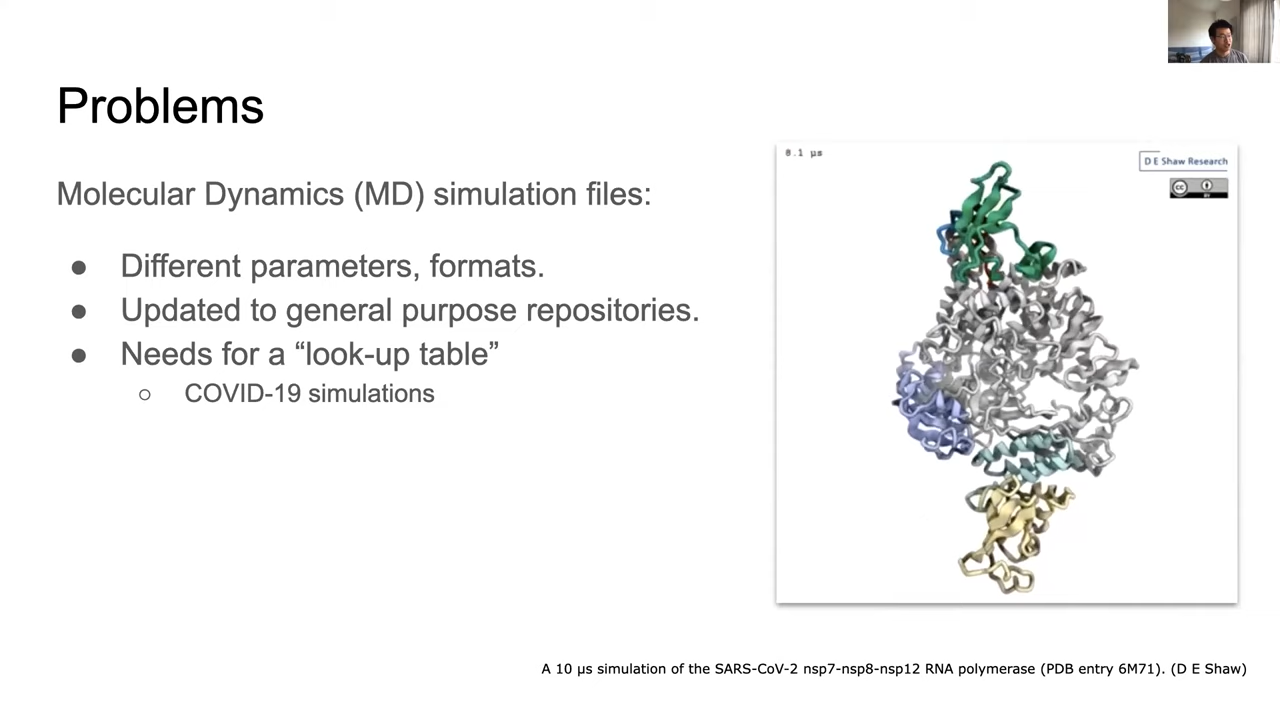 Problems
Molecular Dynamics (MD) simulation files:
● Different parameters, formats.
● Updated to general purpose repositories.
● Needs for a “look-up table”
○ COVID-19 simulations
8.1 µs
D E Shaw Research
CC
BY
A 10 µs simulation of the SARS-CoV-2 nsp7-nsp8-nsp12 RNA polymerase (PDB entry 6M71). (D E Shaw)